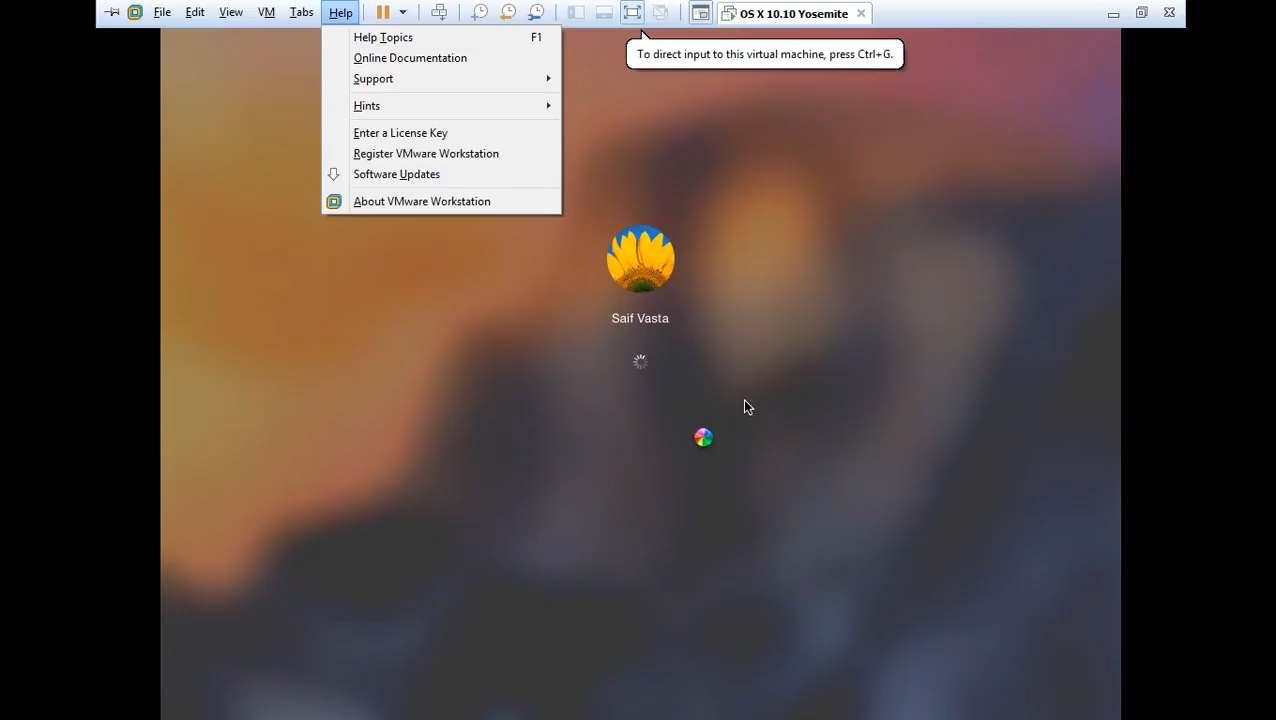 File Edit View VM Tabs Help OS X 10.10 Yosemite
Help Topics F1
To direct input to this virtual machine, press Ctrl+G.
Online Documentation
Support
Hints
Enter a License Key
Register VMware Workstation
Software Updates
About VMware Workstation
Saif Vasta